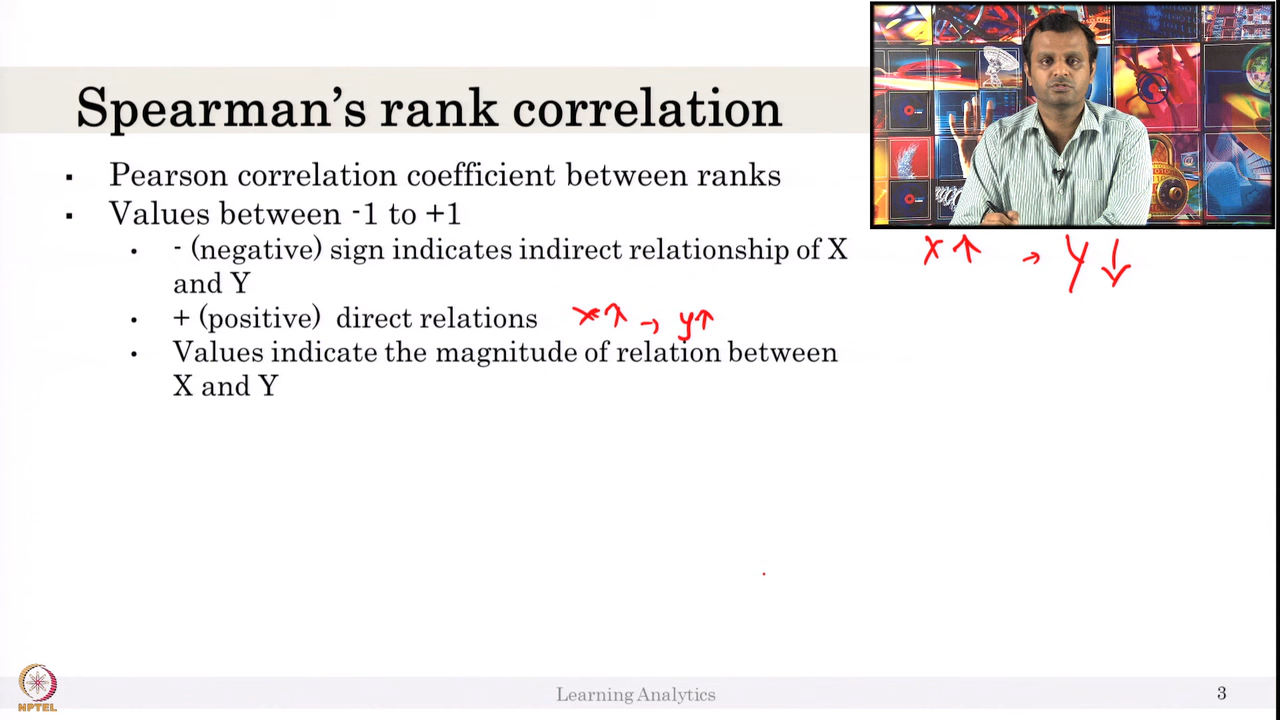 Spearman's rank correlation
▪ Pearson correlation coefficient between ranks
▪ Values between -1 to +1
• - (negative) sign indicates indirect relationship of X
and Y
X ↑ → Y ↓
• + (positive) direct relations
x ↑ → y ↑
• Values indicate the magnitude of relation between
X and Y
NPTEL
Learning Analytics
3